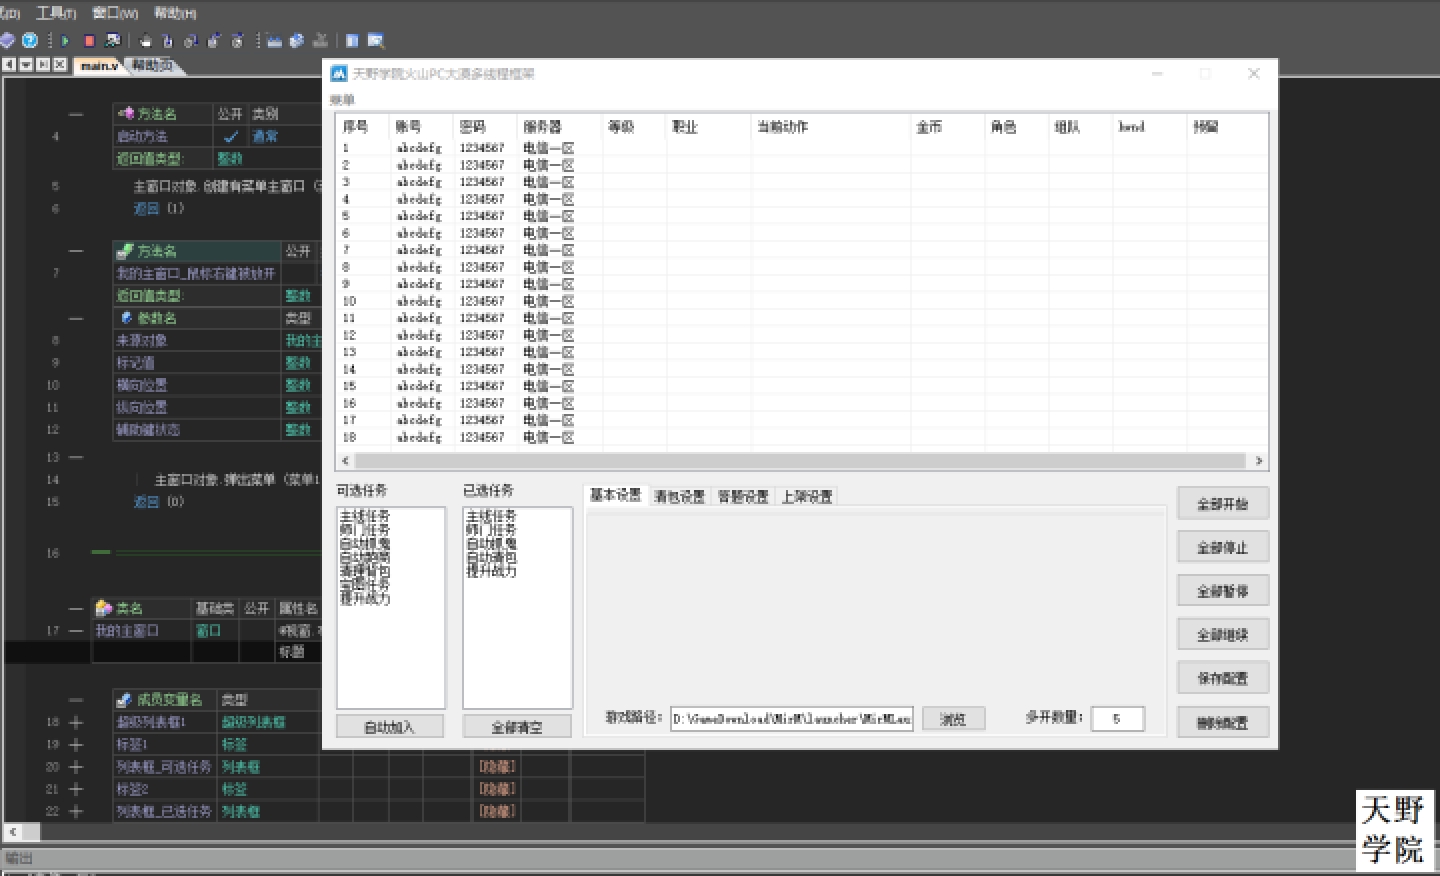 工具(T) 窗口(W) 帮助(H)
main.v 帮助页
方法名 公开 类别
4 启动方法 通常
返回值类型: 整数
5 主窗口对象.创建有菜单主窗口
6 返回 (1)
方法名 公开
7 我的主窗口_鼠标右键被放开
返回值类型: 整数
参数名 类型
8 来源对象 我的主
9 标记值 整数
10 横向位置 整数
11 纵向位置 整数
12 辅助键状态 整数
13
14 主窗口对象.弹出菜单 (菜单1
15 返回 (0)
16
类名 基础类 公开 属性名
17 我的主窗口 窗口 @视窗.
标题
成员变量名 类型
18 超级列表框1 超级列表框
19 标签1 标签
20 列表框_可选任务 列表框 [隐藏]
21 标签2 标签 [隐藏]
22 列表框_已选任务 列表框 [隐藏]
输出
天野学院火山PC大漠多线程框架
菜单
序号 账号 密码 服务器 等级 职业 当前动作 金币 角色 组队 hwnd 预留
1 abcdefg 1234567 电信一区
2 abcdefg 1234567 电信一区
3 abcdefg 1234567 电信一区
4 abcdefg 1234567 电信一区
5 abcdefg 1234567 电信一区
6 abcdefg 1234567 电信一区
7 abcdefg 1234567 电信一区
8 abcdefg 1234567 电信一区
9 abcdefg 1234567 电信一区
10 abcdefg 1234567 电信一区
11 abcdefg 1234567 电信一区
12 abcdefg 1234567 电信一区
13 abcdefg 1234567 电信一区
14 abcdefg 1234567 电信一区
15 abcdefg 1234567 电信一区
16 abcdefg 1234567 电信一区
17 abcdefg 1234567 电信一区
18 abcdefg 1234567 电信一区
可选任务
主线任务
师门任务
自动抓鬼
自动跑商
清理背包
宝图任务
提升战力
自动加入
已选任务
主线任务
师门任务
自动抓鬼
自动清包
提升战力
全部清空
基本设置 清包设置 答题设置 上架设置
游戏路径: D:\GameDownload\MirM\launcher\MirMLau 浏览 多开数量: 5
全部开始
全部停止
全部暂停
全部继续
保存配置
删除配置
天野
学院